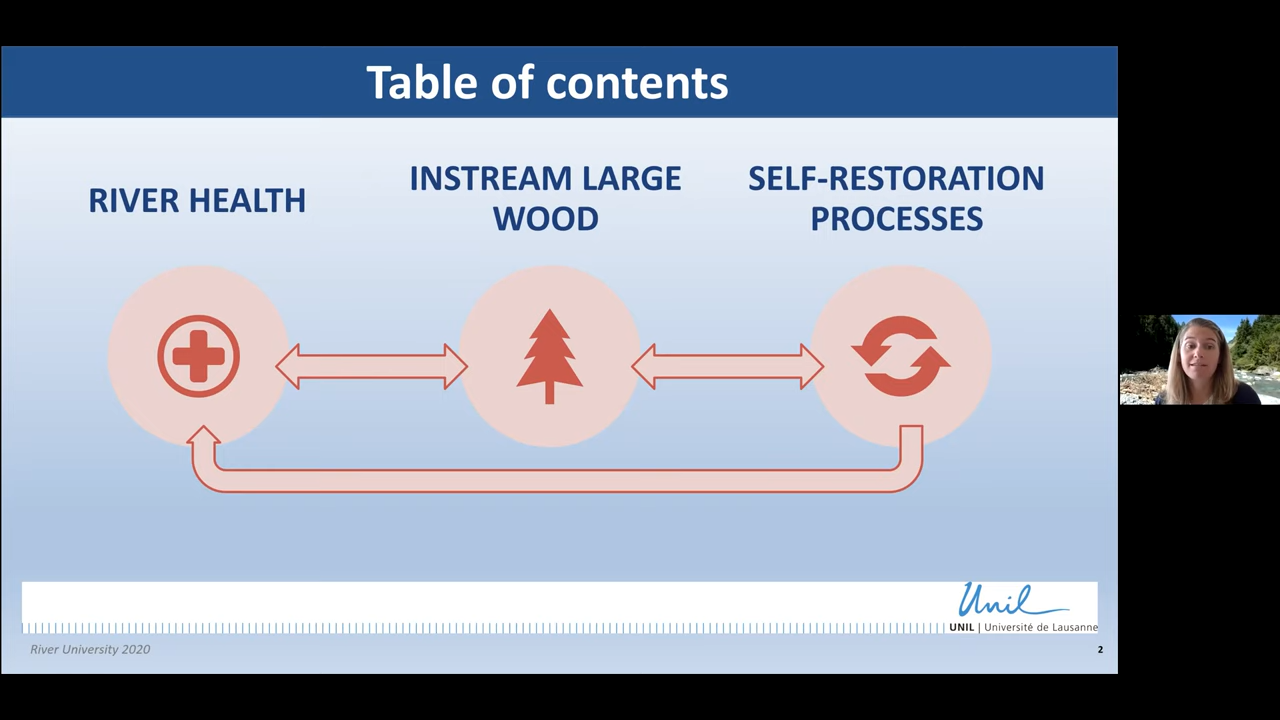 Table of contents
RIVER HEALTH
INSTREAM LARGE
WOOD
SELF-RESTORATION
PROCESSES
Unil
UNIL | Université de Lausanne
River University 2020
2